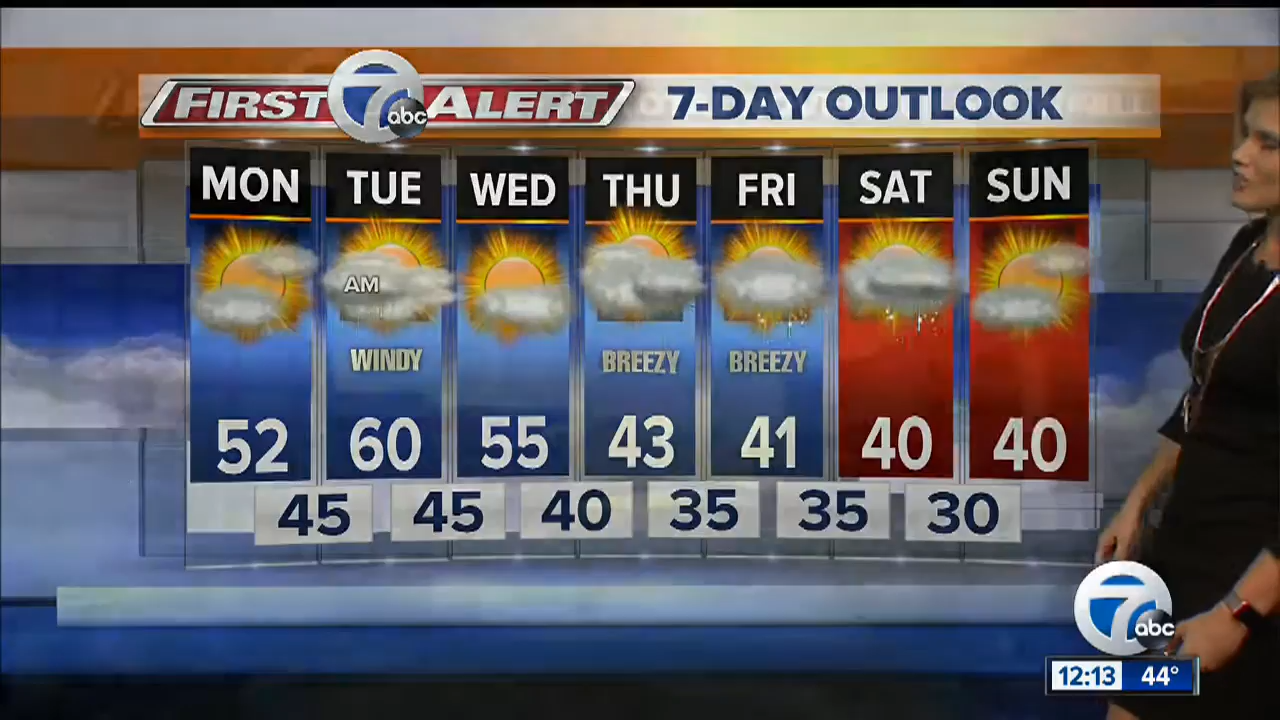 FIRST 7 abc ALERT 7-DAY OUTLOOK
MON TUE WED THU FRI SAT SUN
AM
WINDY BREEZY BREEZY
52 60 55 43 41 40 40
45 45 40 35 35 30
7 abc
12:13 44°